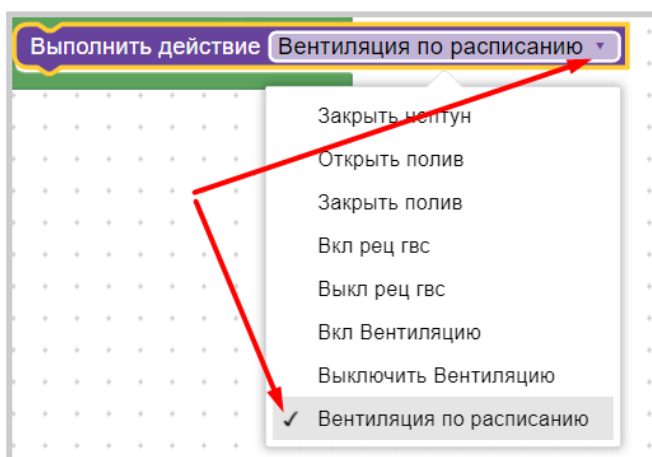 Выполнить действие Вентиляция по расписанию
Закрыть нептун
Открыть полив
Закрыть полив
Вкл рец гвс
Выкл рец гвс
Вкл Вентиляцию
Выключить Вентиляцию
Вентиляция по расписанию